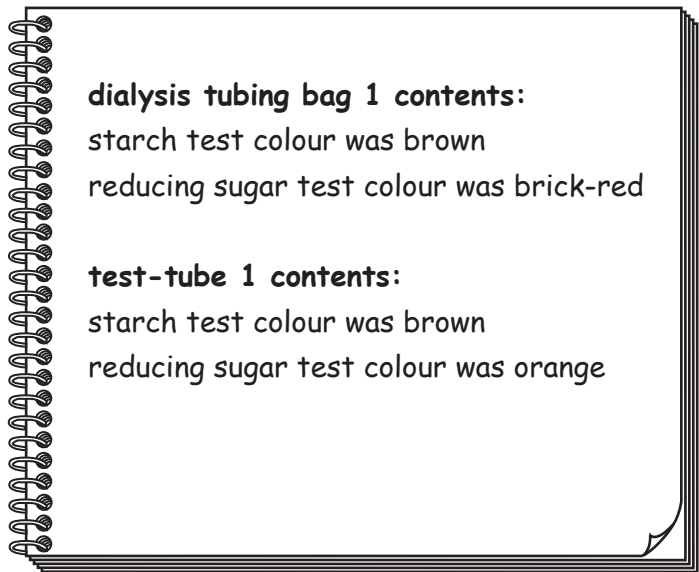 dialysis tubing bag 1 contents:
starch test colour was brown
reducing sugar test colour was brick-red
test-tube 1 contents:
starch test colour was brown
reducing sugar test colour was orange